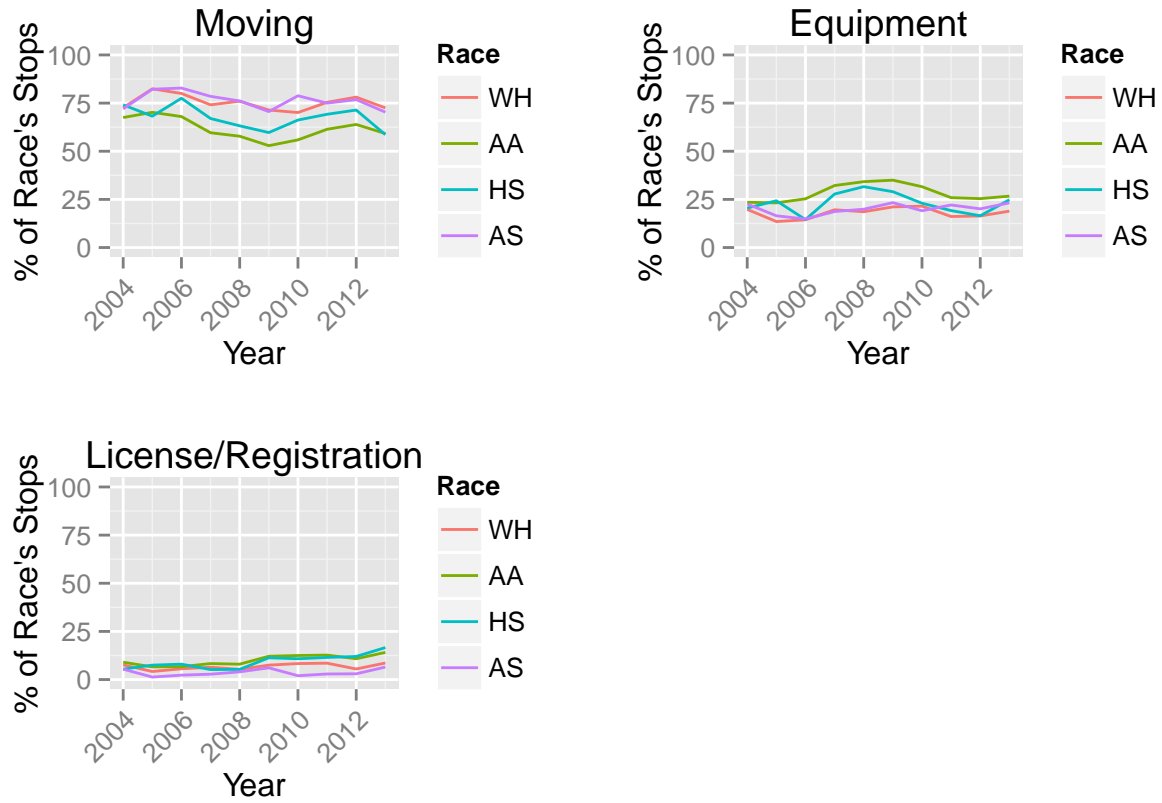 Moving
% of Race's Stops
100
75
50
25
0
2004
2006
2008
2010
2012
Year
Race
WH
AA
HS
AS
Equipment
% of Race's Stops
100
75
50
25
0
2004
2006
2008
2010
2012
Year
Race
WH
AA
HS
AS
License/Registration
% of Race's Stops
100
75
50
25
0
2004
2006
2008
2010
2012
Year
Race
WH
AA
HS
AS